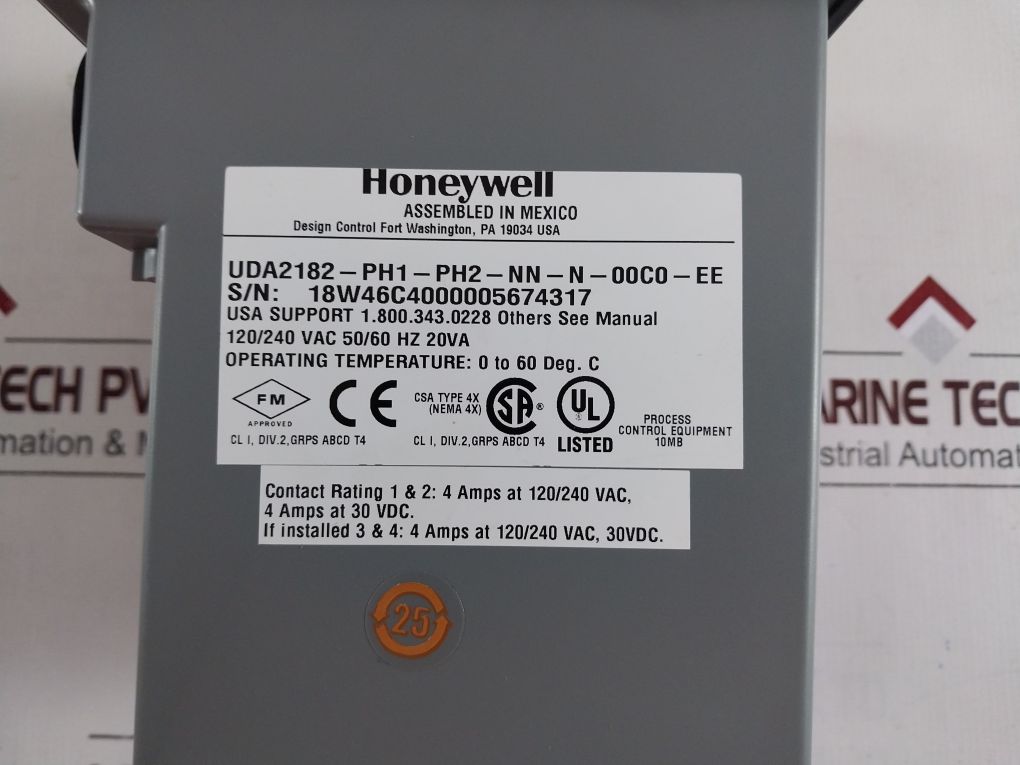 Honeywell
ASSEMBLED IN MEXICO
Design Control Fort Washington, PA 19034 USA
UDA2182-PH1-PH2-NN-N-00C0-EE
S/N: 18W46C4000005674317
USA SUPPORT 1.800.343.0228 Others See Manual
120/240 VAC 50/60 HZ 20VA
OPERATING TEMPERATURE: 0 to 60 Deg. C
FM
APPROVED
CL I, DIV.2,GRPS ABCD T4
CE
CSA TYPE 4X
(NEMA 4X)
SA®
CL I, DIV.2,GRPS ABCD T4
UL
®
LISTED
PROCESS
CONTROL EQUIPMENT
10MB
Contact Rating 1 & 2: 4 Amps at 120/240 VAC,
4 Amps at 30 VDC.
If installed 3 & 4: 4 Amps at 120/240 VAC, 30VDC.
25
TECH PV
mation &
ARINE TEC
strial Automat